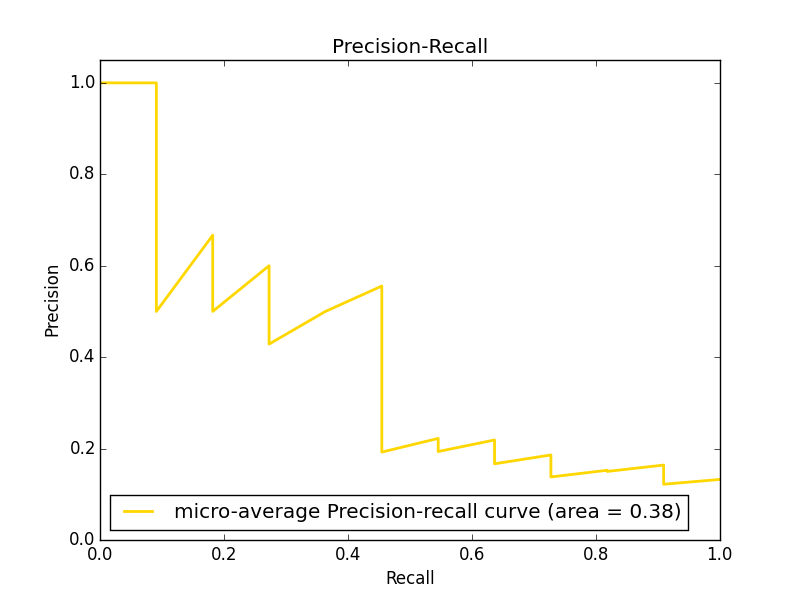 Precision-Recall
1.0
0.8
0.6
0.4
0.2
0.0
Precision
micro-average Precision-recall curve (area = 0.38)
0.0 0.2 0.4 0.6 0.8 1.0
Recall